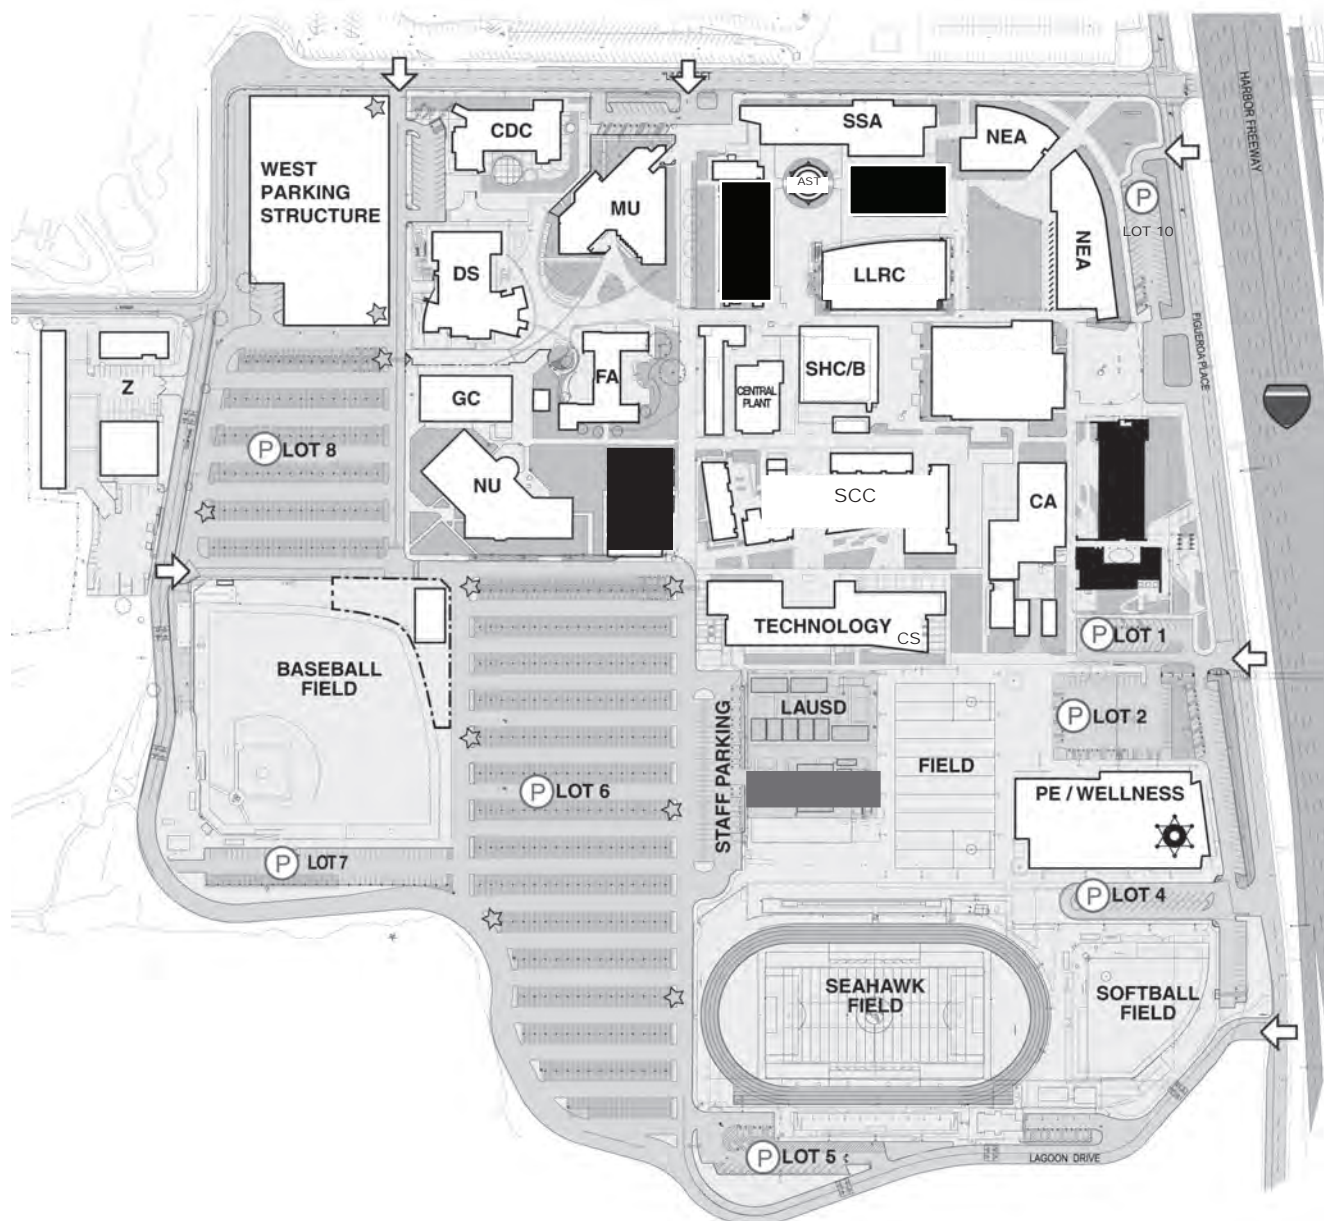 HARBOR FREEWAY
CDC
SSA
NEA
WEST
PARKING
STRUCTURE
MU
AST
P
LOT 10
DS
LLRC
NEA
FIGUEROA PLACE
Z
GC
FA
CENTRAL
PLANT
SHC/B
P LOT 8
NU
SCC
CA
TECHNOLOGY
CS
P LOT 1
BASEBALL
FIELD
LAUSD
P LOT 2
STAFF PARKING
FIELD
P LOT 6
PE / WELLNESS
P LOT 7
P LOT 4
SEAHAWK
FIELD
SOFTBALL
FIELD
P LOT 5
LAGOON DRIVE